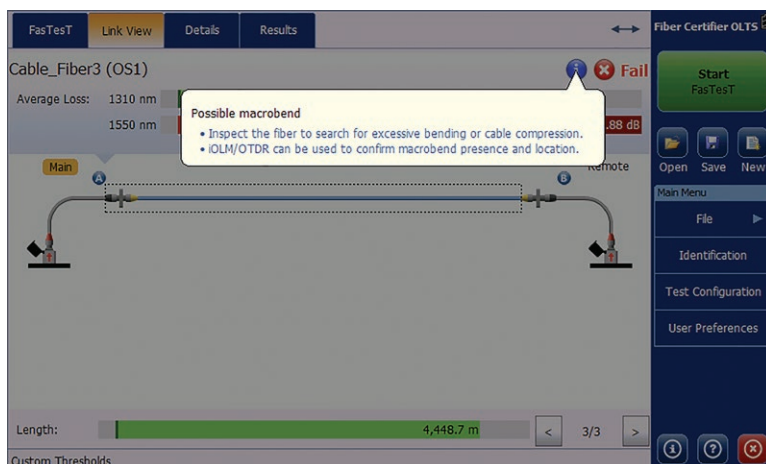 FasTesT
Link View
Details
Results
Fiber Certifier OLTS
Cable_Fiber3 (OS1)
Fail
Start
FasTesT
Average Loss:
1310 nm
1550 nm
.88 dB
Possible macrobend
• Inspect the fiber to search for excessive bending or cable compression.
• iOLM/OTDR can be used to confirm macrobend presence and location.
Open
Save
New
Main
A
B
Remote
Main Menu
File
Identification
Test Configuration
User Preferences
Length:
4,448.7 m
<
3/3
>
Custom Thresholds